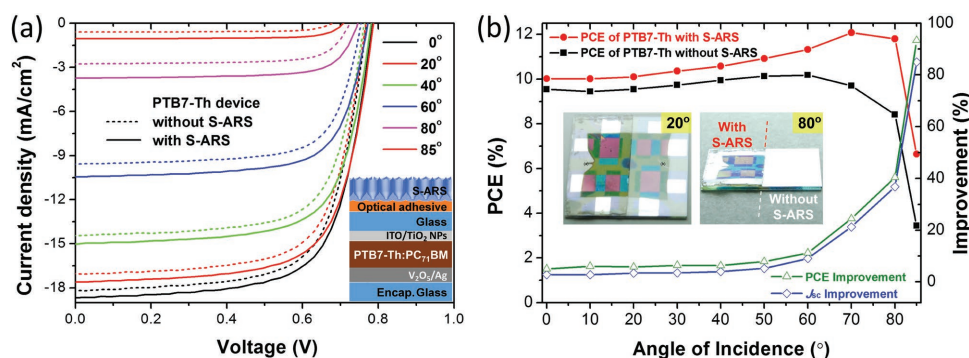 (a)
Current density (mA/cm²)
0
-3
-6
-9
-12
-15
-18
0.0
0.2
0.4
0.6
0.8
1.0
Voltage (V)
PTB7-Th device
without S-ARS
with S-ARS
0°
20°
40°
60°
80°
85°
S-ARS
Optical adhesive
Glass
ITO/TiO₂ NPs
PTB7-Th:PC₇₁BM
V₂O₅/Ag
Encap.Glass
(b)
PCE (%)
12
10
8
6
4
2
0
PCE of PTB7-Th with S-ARS
PCE of PTB7-Th without S-ARS
20°
80°
With
S-ARS
Without
S-ARS
PCE Improvement
Jsc Improvement
0
10
20
30
40
50
60
70
80
Angle of Incidence (°)
100
80
60
40
20
0
Improvement (%)